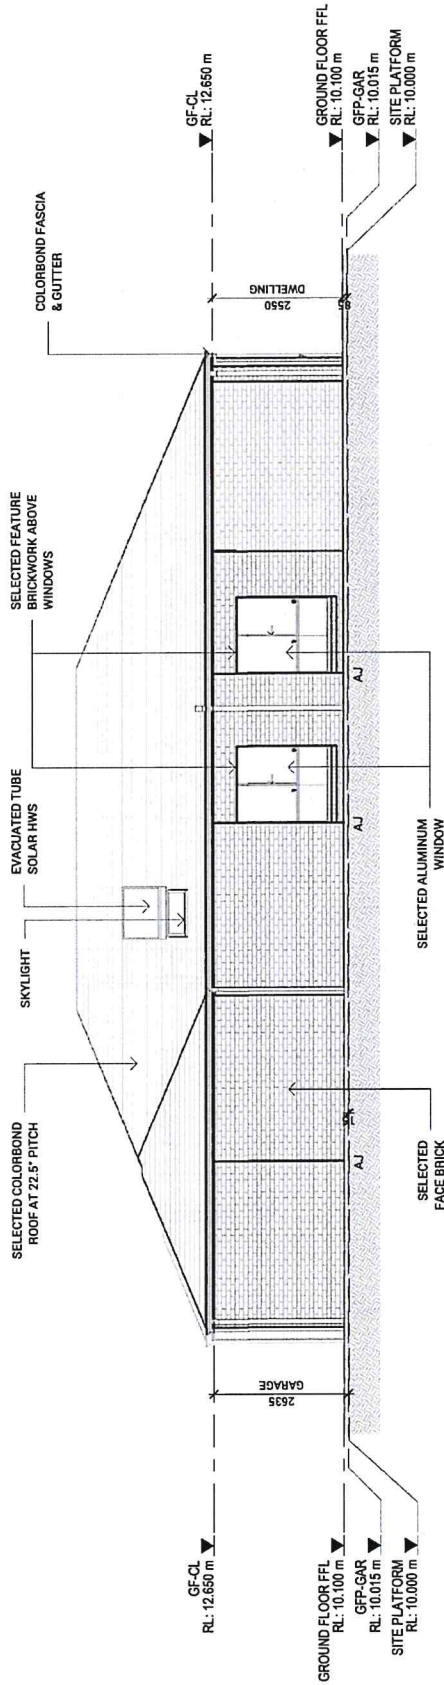 SELECTED COLORBOND
ROOF AT 22.5° PITCH
SKYLIGHT
EVACUATED TUBE
SOLAR HWS
SELECTED FEATURE
BRICKWORK ABOVE
WINDOWS
COLORBOND FASCIA
& GUTTER
GF-CL
RL: 12.650 m
GROUND FLOOR FFL
RL: 10.100 m
GFP-GAR
RL: 10.015 m
SITE PLATFORM
RL: 10.000 m
2635
GARAGE
AJ
15
AJ
AJ
2550
DWELLING
85
GF-CL
RL: 12.650 m
GROUND FLOOR FFL
RL: 10.100 m
GFP-GAR
RL: 10.015 m
SITE PLATFORM
RL: 10.000 m
SELECTED
FACE BRICK
SELECTED ALUMINUM
WINDOW